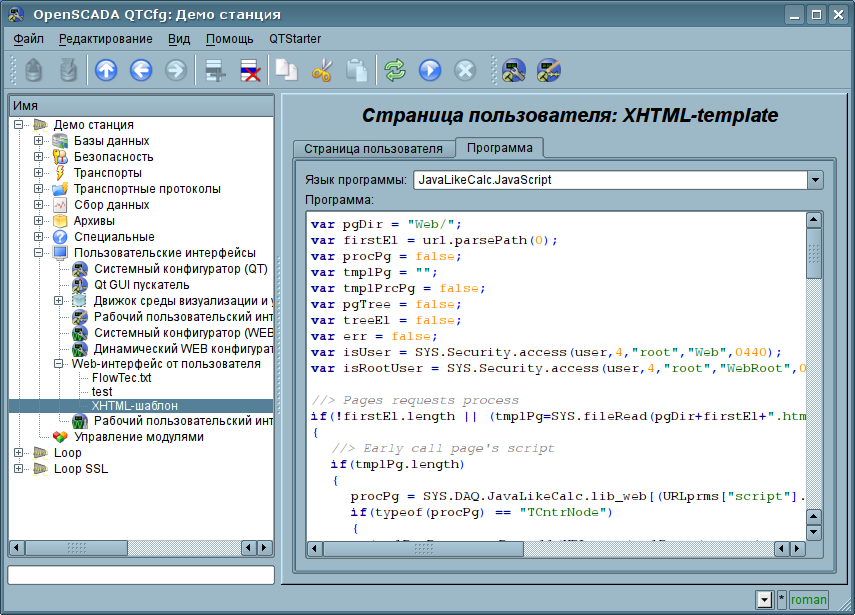 OpenSCADA QTCfg: Демо станция
Файл Редактирование Вид Помощь QTStarter
Имя
Демо станция
Базы данных
Безопасность
Транспорты
Транспортные протоколы
Сбор данных
Архивы
Специальные
Пользовательские интерфейсы
Системный конфигуратор (QT)
Qt GUI пускатель
Движок среды визуализации и у
Рабочий пользовательский инт
Системный конфигуратор (WEB
Динамический WEB конфигурат
Web-интерфейс от пользователя
FlowTec.txt
test
XHTML-шаблон
Рабочий пользовательский инт
Управление модулями
Loop
Loop SSL
Страница пользователя: XHTML-template
Страница пользователя Программа
Язык программы: JavaLikeCalc.JavaScript
Программа:
var pgDir = "Web/";
var firstEl = url.parsePath(0);
var procPg = false;
var tmplPg = "";
var tmplPrcPg = false;
var pgTree = false;
var treeEl = false;
var err = false;
var isUser = SYS.Security.access(user,4,"root","Web",0440);
var isRootUser = SYS.Security.access(user,4,"root","WebRoot",0
//> Pages requests process
if(!firstEl.length || (tmplPg=SYS.fileRead(pgDir+firstEl+".htm
{
//> Early call page's script
if(tmplPg.length)
{
procPg = SYS.DAQ.JavaLikeCalc.lib_web[(URLprms["script"].
if(typeof(procPg) == "TCntrNode")
{
* roman